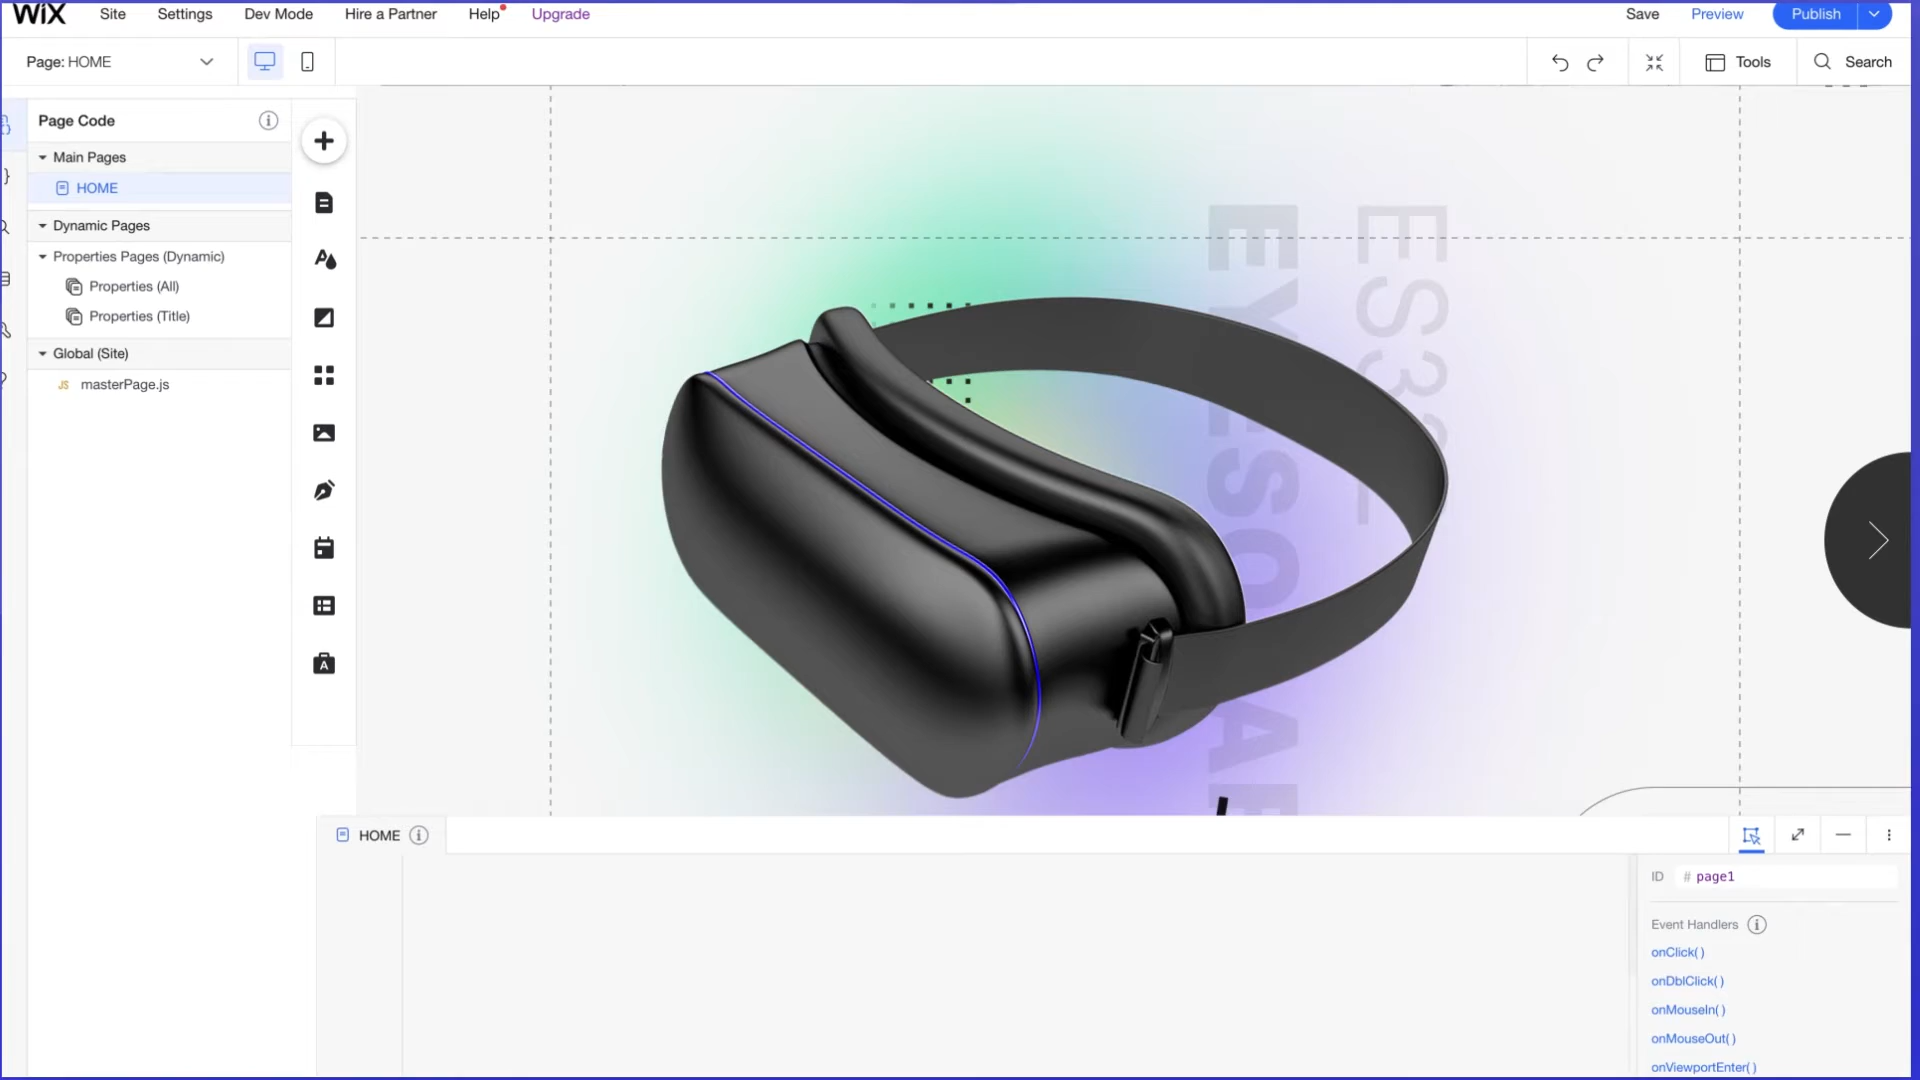 WiX
Site
Settings
Dev Mode
Hire a Partner
Help
Upgrade
Save
Preview
Publish
Page: HOME
Tools
Search
Page Code
Main Pages
HOME
Dynamic Pages
Properties Pages (Dynamic)
Properties (All)
Properties (Title)
Global (Site)
JS masterPage.js
HOME
ID # page1
Event Handlers
onClick( )
onDblClick( )
onMouseIn( )
onMouseOut( )
onViewportEnter( )